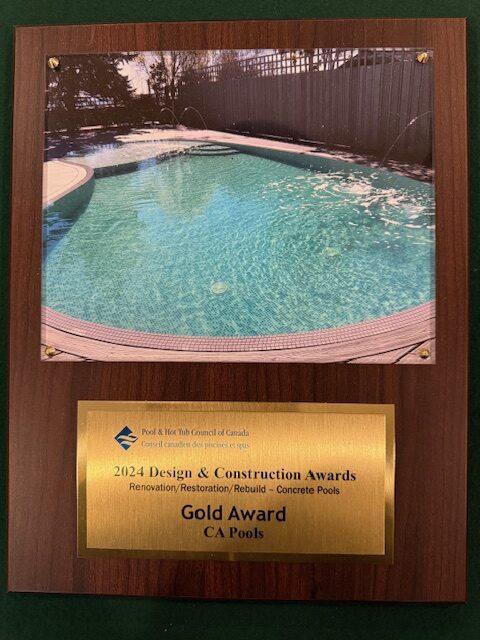 Pool & Hot Tub Council of Canada
Conseil canadien des piscines et spas
2024 Design & Construction Awards
Renovation/Restoration/Rebuild – Concrete Pools
Gold Award
CA Pools